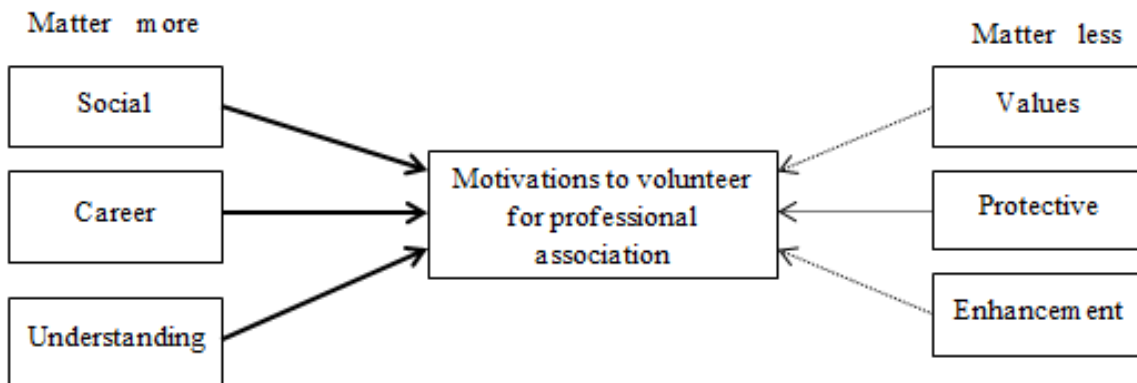 Matter more
Matter less
Social
Values
Motivations to volunteer
for professional
association
Career
Protective
Understanding
Enhancement